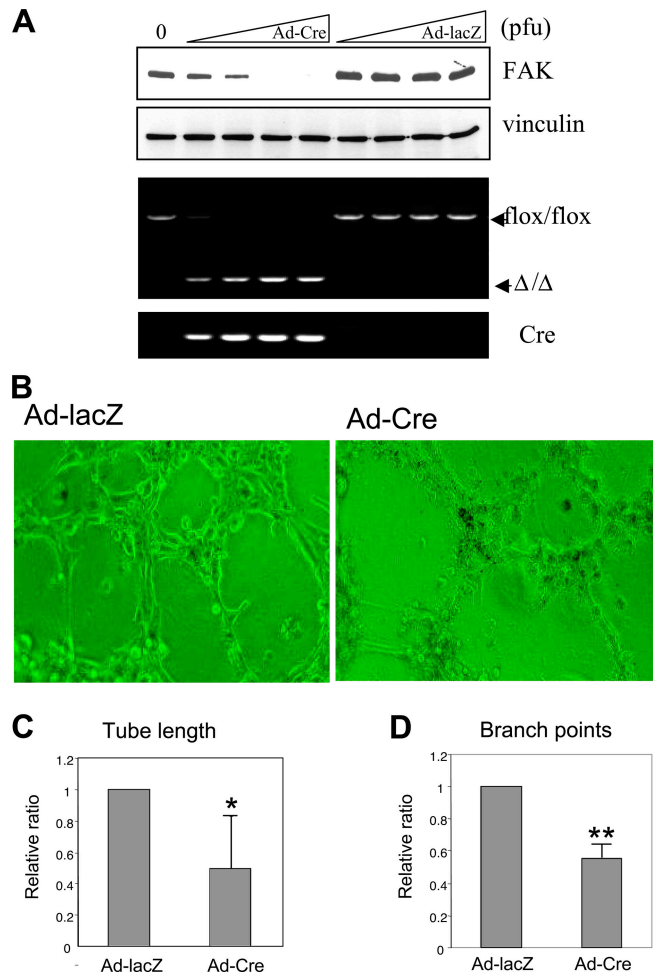 A
0 Ad-Cre Ad-lacZ (pfu)
FAK
vinculin
flox/flox
Δ/Δ
Cre
B
Ad-lacZ Ad-Cre
C Tube length
Relative ratio
1.2
1
0.8
0.6
0.4
0.2
0
*
Ad-lacZ Ad-Cre
D Branch points
Relative ratio
1.2
1
0.8
0.6
0.4
0.2
0
**
Ad-lacZ Ad-Cre